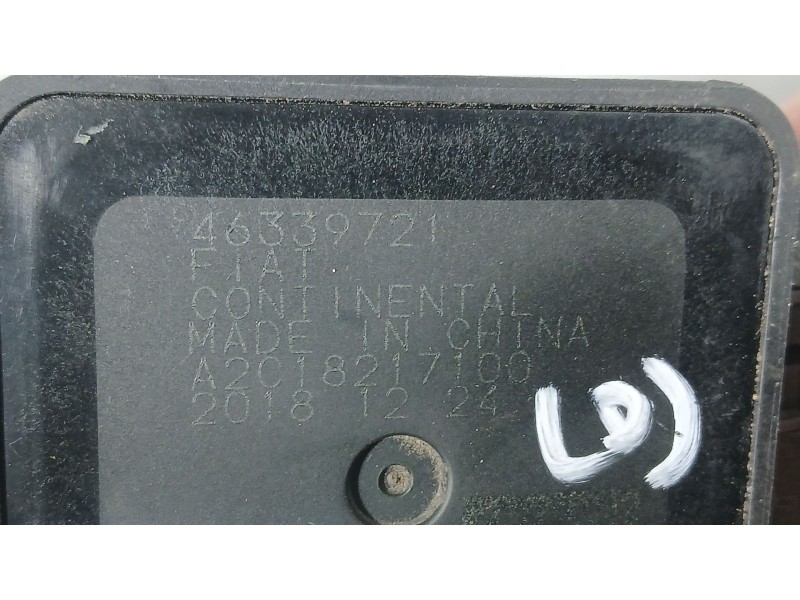 46339721
FIAT
CONTINENTAL
MADE IN CHINA
A2C18217100
2018 12 24